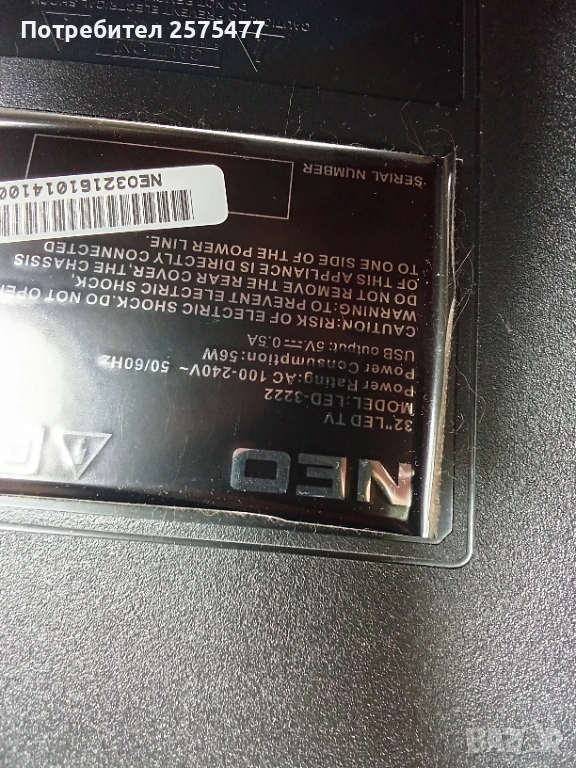 Потребител 2575477
NEO
32"LED TV
MODEL:LED-3222
Power Rating:AC 100-240V~ 50/60Hz
Power Consumption:56W
USB output:5V⎓0.5A
CAUTION:RISK OF ELECTRIC SHOCK.DO NOT OPEN
WARNING:TO PREVENT ELECTRIC SHOCK,
DO NOT REMOVE THE REAR COVER, THE CHASSIS
OF THIS APPLIANCE IS DIRECTLY CONNECTED
TO ONE SIDE OF THE POWER LINE.
SERIAL NUMBER
NEO3216101410
CAUTION
BAZAR